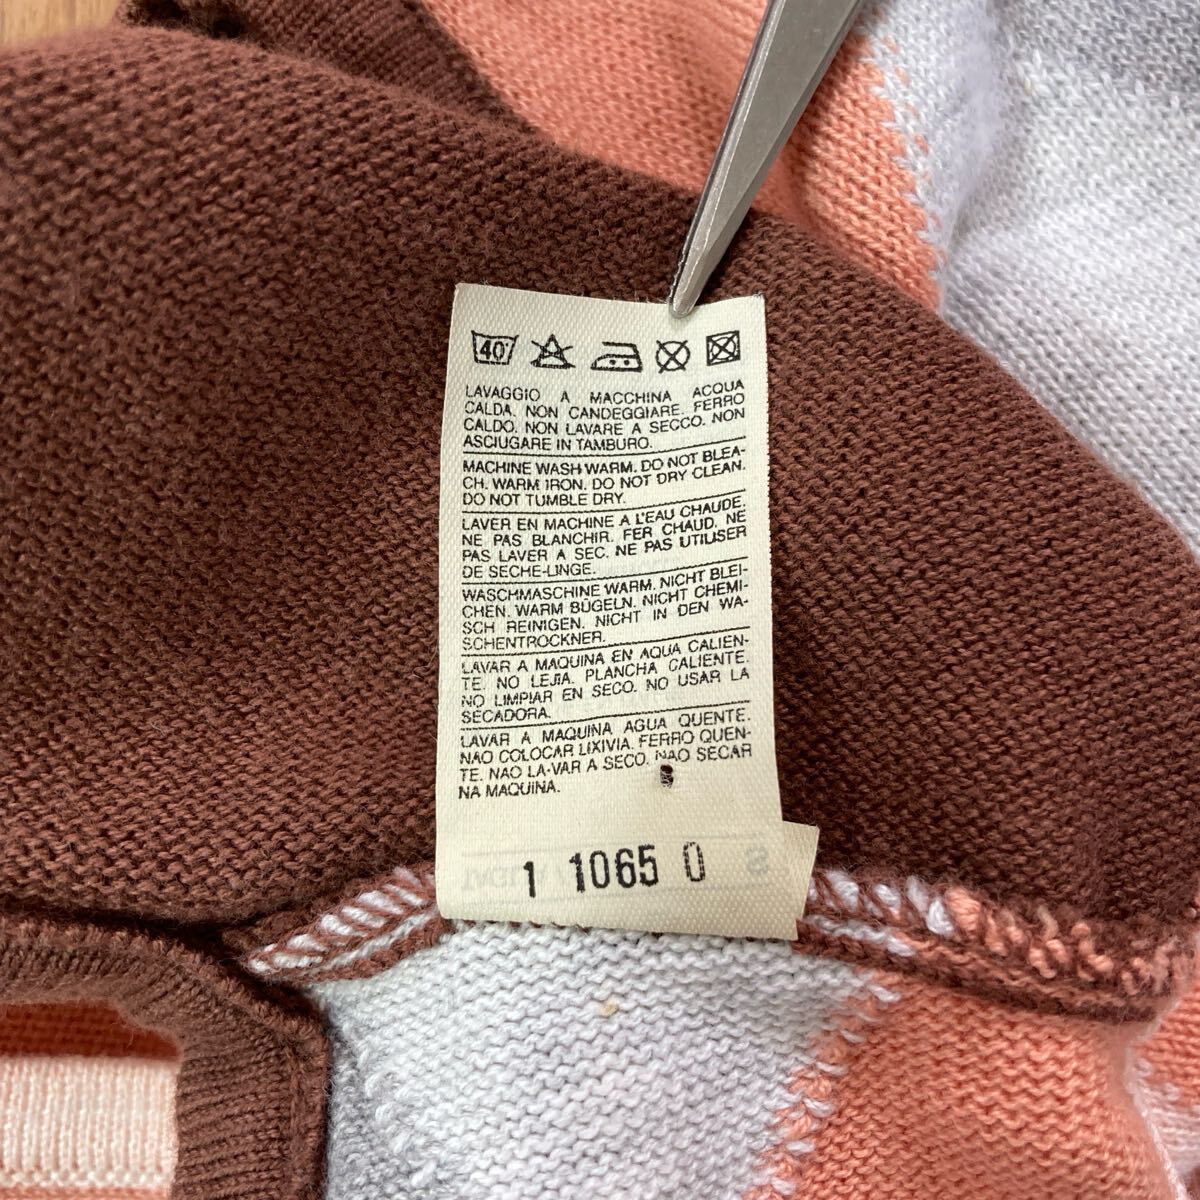 40°
LAVAGGIO A MACCHINA ACQUA
CALDA. NON CANDEGGIARE. FERRO
CALDO. NON LAVARE A SECCO. NON
ASCIUGARE IN TAMBURO.
MACHINE WASH WARM. DO NOT BLEA-
CH. WARM IRON. DO NOT DRY CLEAN.
DO NOT TUMBLE DRY.
LAVER EN MACHINE A L'EAU CHAUDE.
NE PAS BLANCHIR. FER CHAUD. NE
PAS LAVER A SEC. NE PAS UTILISER
DE SECHE-LINGE.
WASCHMASCHINE WARM. NICHT BLEI-
CHEN. WARM BÜGELN. NICHT CHEMI-
SCH REINIGEN. NICHT IN DEN WA-
SCHENTROCKNER.
LAVAR A MAQUINA EN AQUA CALIEN-
TE. NO LEJIA. PLANCHA CALIENTE.
NO LIMPIAR EN SECO. NO USAR LA
SECADORA.
LAVAR A MAQUINA AGUA QUENTE.
NAO COLOCAR LIXIVIA. FERRO QUEN-
TE. NAO LA-VAR A SECO. NAO SECAR
NA MAQUINA.
1 1065 0